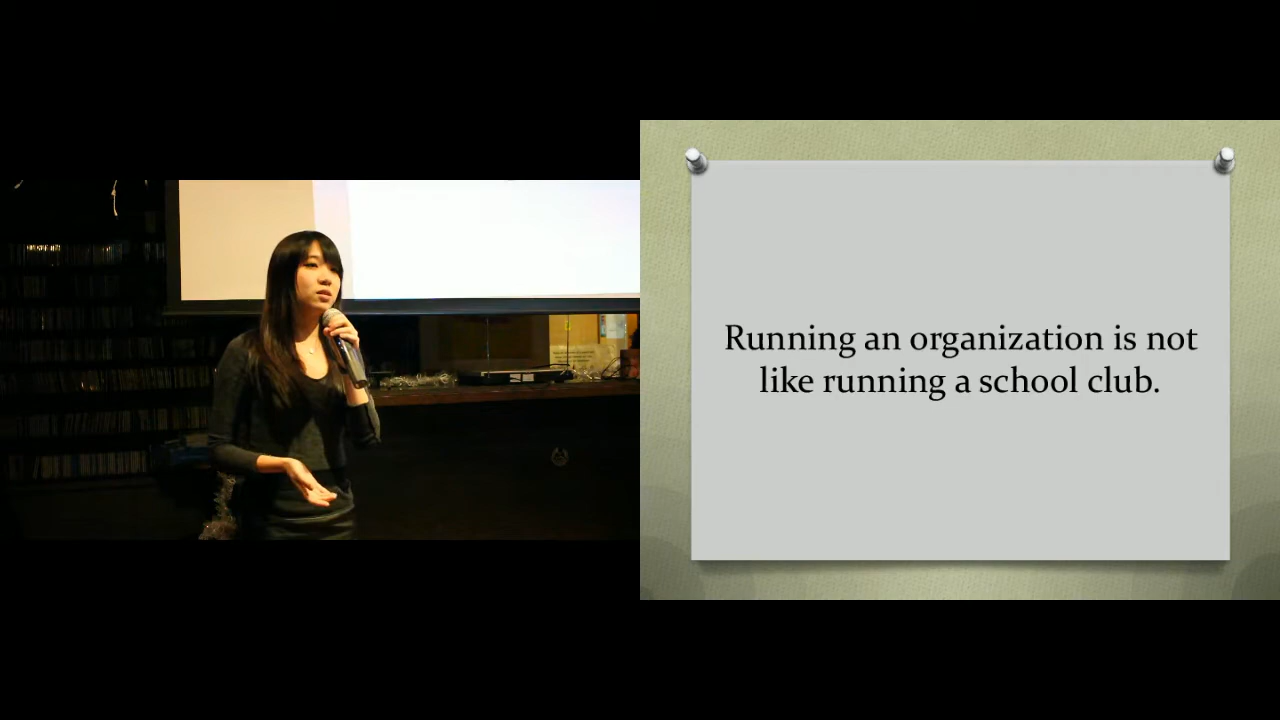 Running an organization is not
like running a school club.